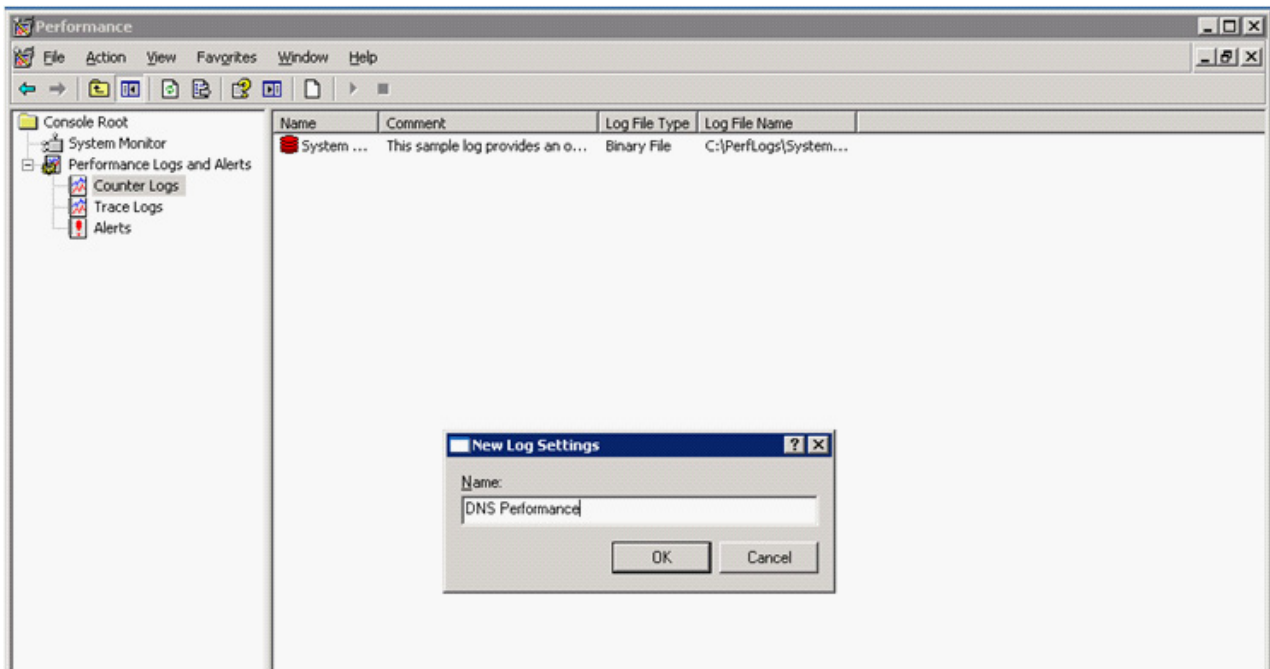 Performance
File Action View Favorites Window Help
Console Root
System Monitor
Performance Logs and Alerts
Counter Logs
Trace Logs
Alerts
Name Comment Log File Type Log File Name
System ... This sample log provides an o... Binary File C:\PerfLogs\System...
New Log Settings
Name:
DNS Performance
OK Cancel